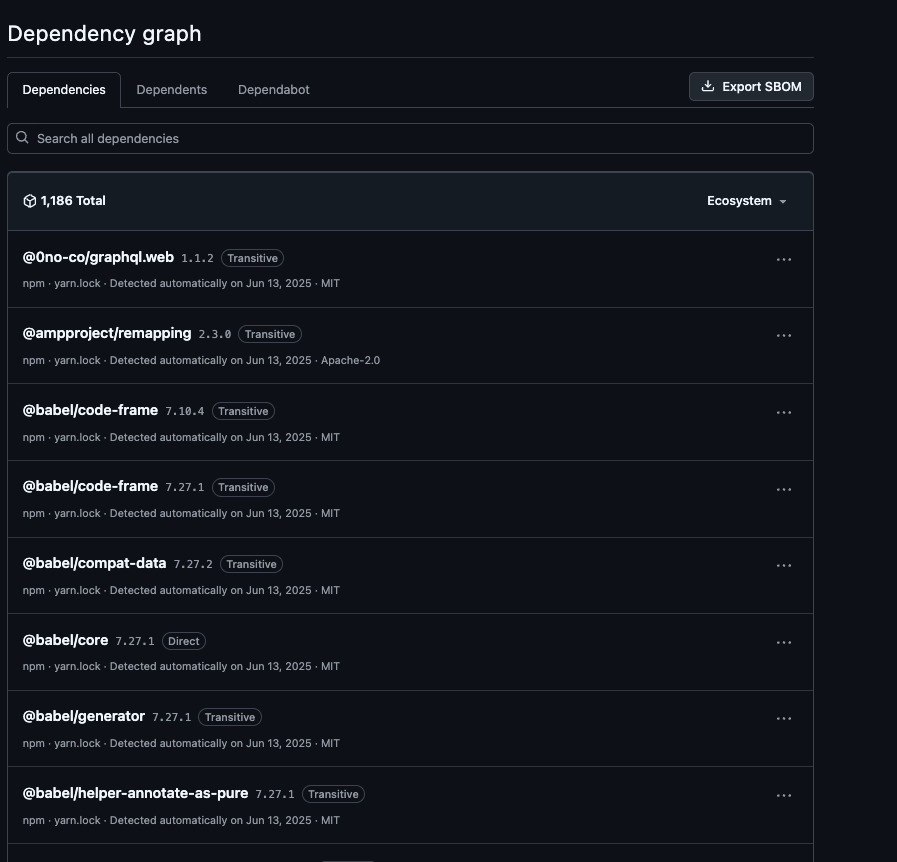 Dependency graph
Dependencies Dependents Dependabot Export SBOM
Search all dependencies
1,186 Total Ecosystem
@0no-co/graphql.web 1.1.2 Transitive
npm · yarn.lock · Detected automatically on Jun 13, 2025 · MIT
@ampproject/remapping 2.3.0 Transitive
npm · yarn.lock · Detected automatically on Jun 13, 2025 · Apache-2.0
@babel/code-frame 7.10.4 Transitive
npm · yarn.lock · Detected automatically on Jun 13, 2025 · MIT
@babel/code-frame 7.27.1 Transitive
npm · yarn.lock · Detected automatically on Jun 13, 2025 · MIT
@babel/compat-data 7.27.2 Transitive
npm · yarn.lock · Detected automatically on Jun 13, 2025 · MIT
@babel/core 7.27.1 Direct
npm · yarn.lock · Detected automatically on Jun 13, 2025 · MIT
@babel/generator 7.27.1 Transitive
npm · yarn.lock · Detected automatically on Jun 13, 2025 · MIT
@babel/helper-annotate-as-pure 7.27.1 Transitive
npm · yarn.lock · Detected automatically on Jun 13, 2025 · MIT